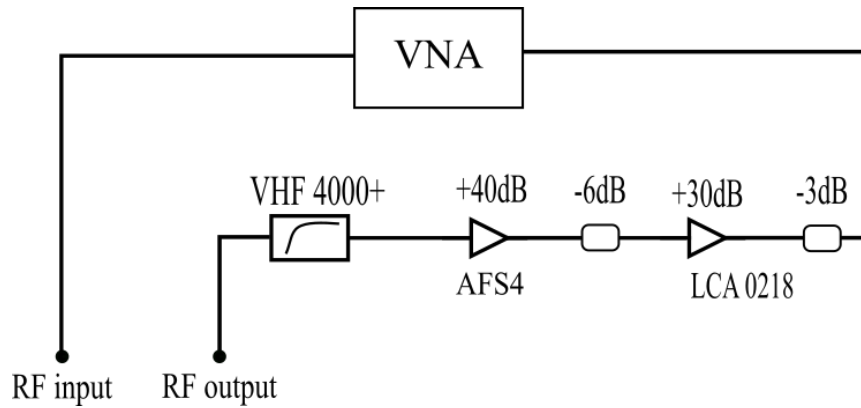 VNA
VHF 4000+
+40dB
-6dB
+30dB
-3dB
AFS4
LCA 0218
RF input
RF output